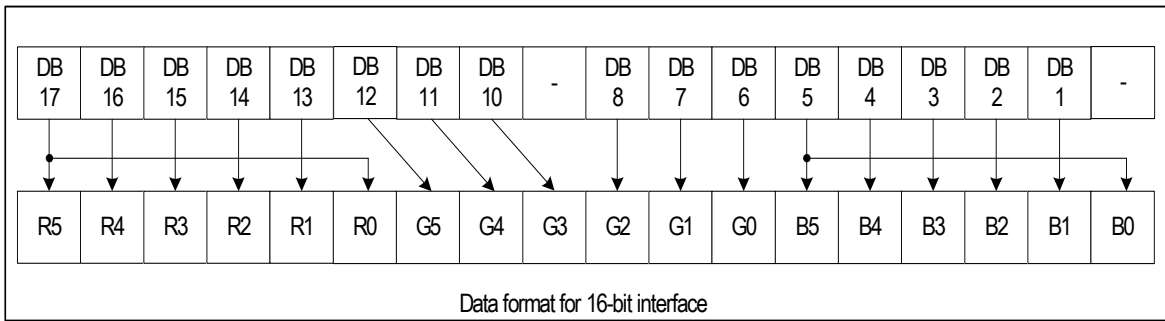 DB DB DB DB DB DB DB DB - DB DB DB DB DB DB DB DB -
17 16 15 14 13 12 11 10 8 7 6 5 4 3 2 1
R5 R4 R3 R2 R1 R0 G5 G4 G3 G2 G1 G0 B5 B4 B3 B2 B1 B0
Data format for 16-bit interface